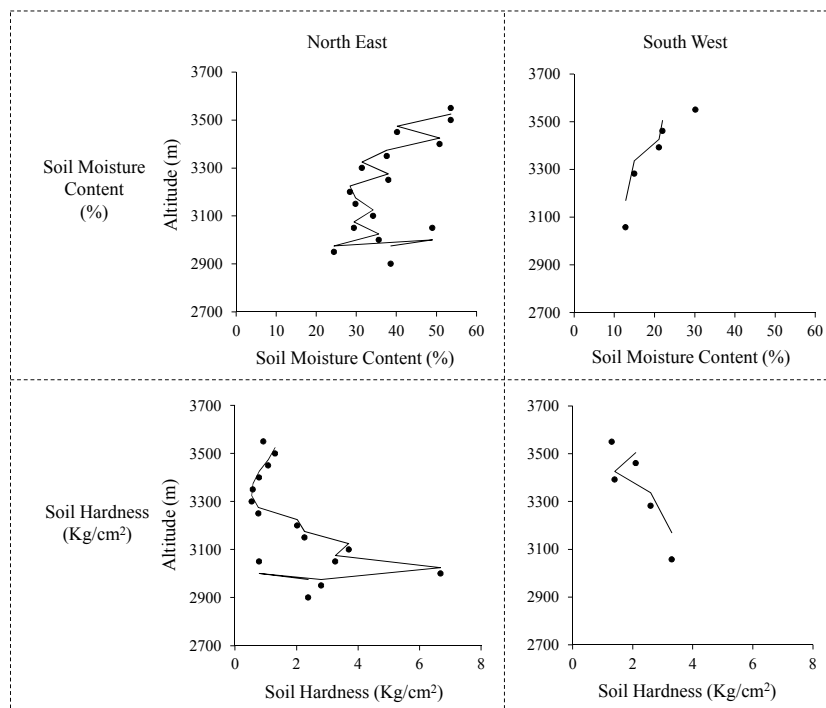 North East
South West
Soil Moisture
Content
(%)
Altitude (m)
3700
3500
3300
3100
2900
2700
0 10 20 30 40 50 60
Soil Moisture Content (%)
3700
3500
3300
3100
2900
2700
0 10 20 30 40 50 60
Soil Moisture Content (%)
Soil Hardness
(Kg/cm²)
Altitude (m)
3700
3500
3300
3100
2900
2700
0 2 4 6 8
Soil Hardness (Kg/cm²)
3700
3500
3300
3100
2900
2700
0 2 4 6 8
Soil Hardness (Kg/cm²)